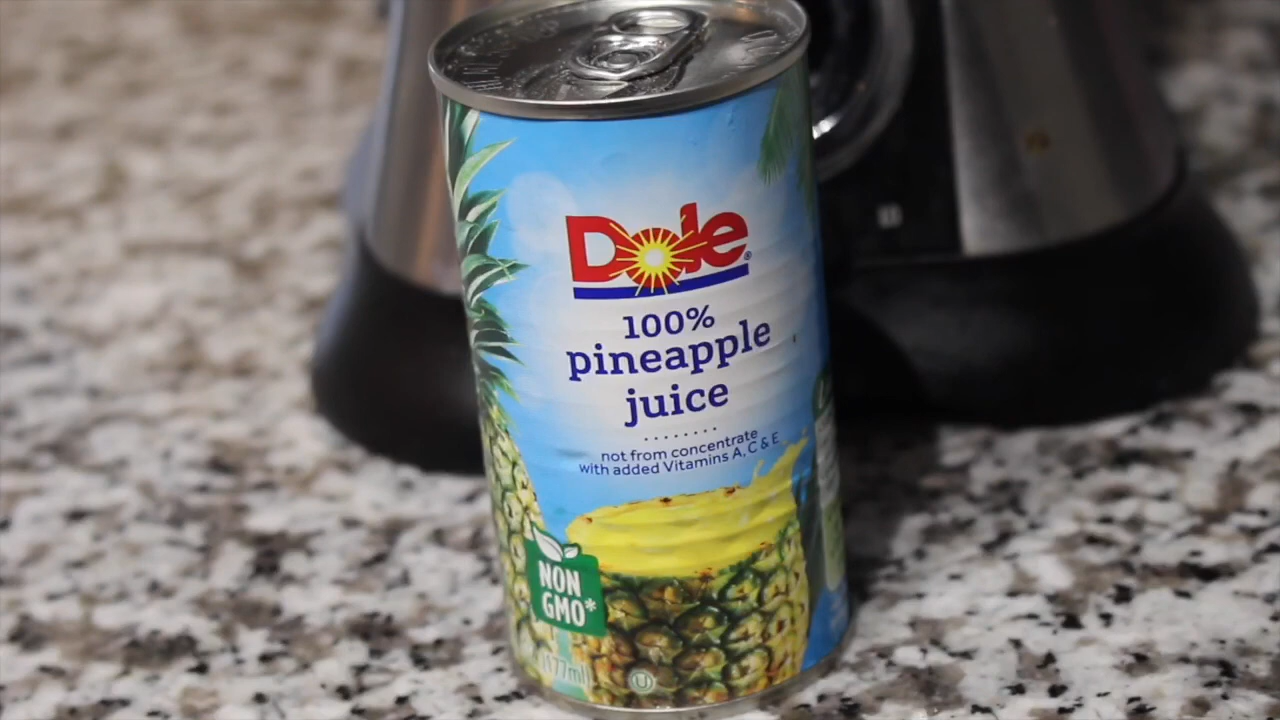 Dole®
100%
pineapple
juice
not from concentrate
with added Vitamins A, C & E
NON
GMO*
(177ml)
U